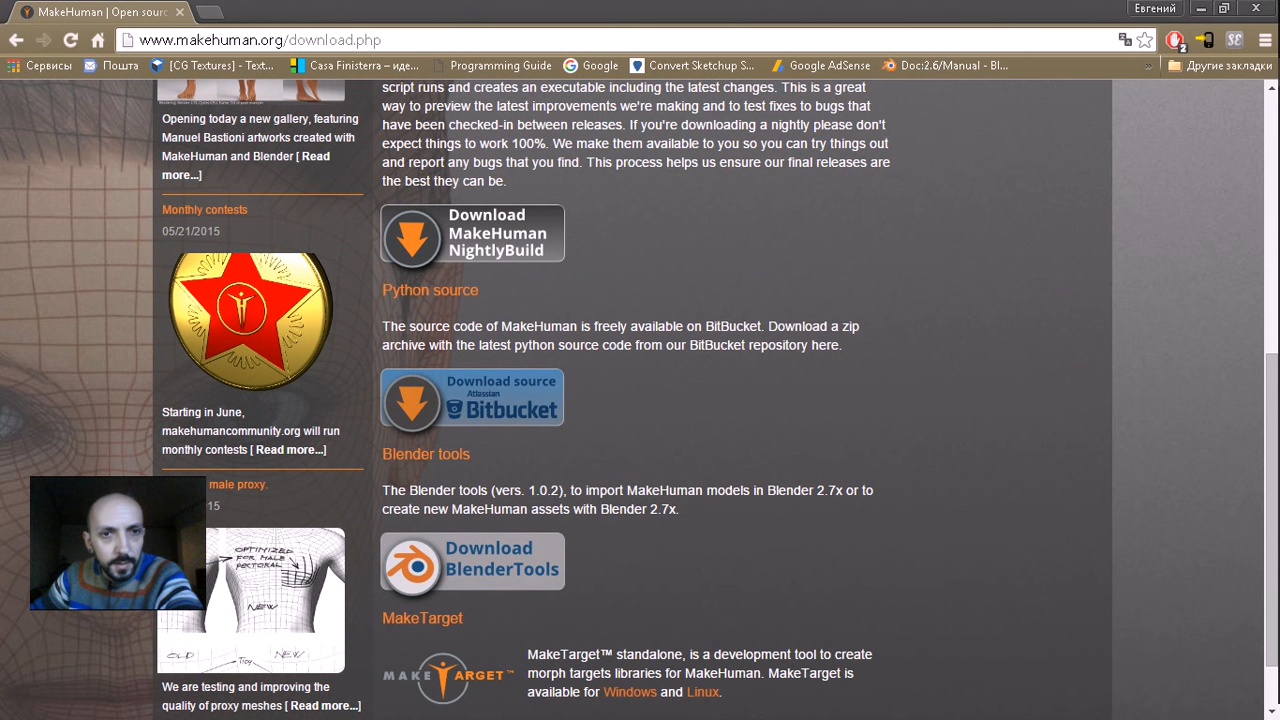 MakeHuman | Open sourc
Евгений
www.makehuman.org/download.php
2
Сервисы
Почта
[CG Textures] - Text...
Casa Finisterra – иде...
Programming Guide
Google
Convert Sketchup S...
Google AdSense
Doc:2.6/Manual - Bl...
»
Другие закладки
Opening today a new gallery, featuring
Manuel Bastioni artworks created with
MakeHuman and Blender [ Read
more...]
Monthly contests
05/21/2015
Starting in June,
makehumancommunity.org will run
monthly contests [ Read more...]
male proxy.
15
OPTIMIZED
FOR MALE
PECTORAL
NEW
OLD
NEW
We are testing and improving the
quality of proxy meshes [ Read more...]
script runs and creates an executable including the latest changes. This is a great
way to preview the latest improvements we're making and to test fixes to bugs that
have been checked-in between releases. If you're downloading a nightly please don't
expect things to work 100%. We make them available to you so you can try things out
and report any bugs that you find. This process helps us ensure our final releases are
the best they can be.
Download
MakeHuman
NightlyBuild
Python source
The source code of MakeHuman is freely available on BitBucket. Download a zip
archive with the latest python source code from our BitBucket repository here.
Download source
Atlassian
Bitbucket
Blender tools
The Blender tools (vers. 1.0.2), to import MakeHuman models in Blender 2.7x or to
create new MakeHuman assets with Blender 2.7x.
Download
BlenderTools
MakeTarget
MAKE TARGET™
MakeTarget™ standalone, is a development tool to create
morph targets libraries for MakeHuman. MakeTarget is
available for Windows and Linux.